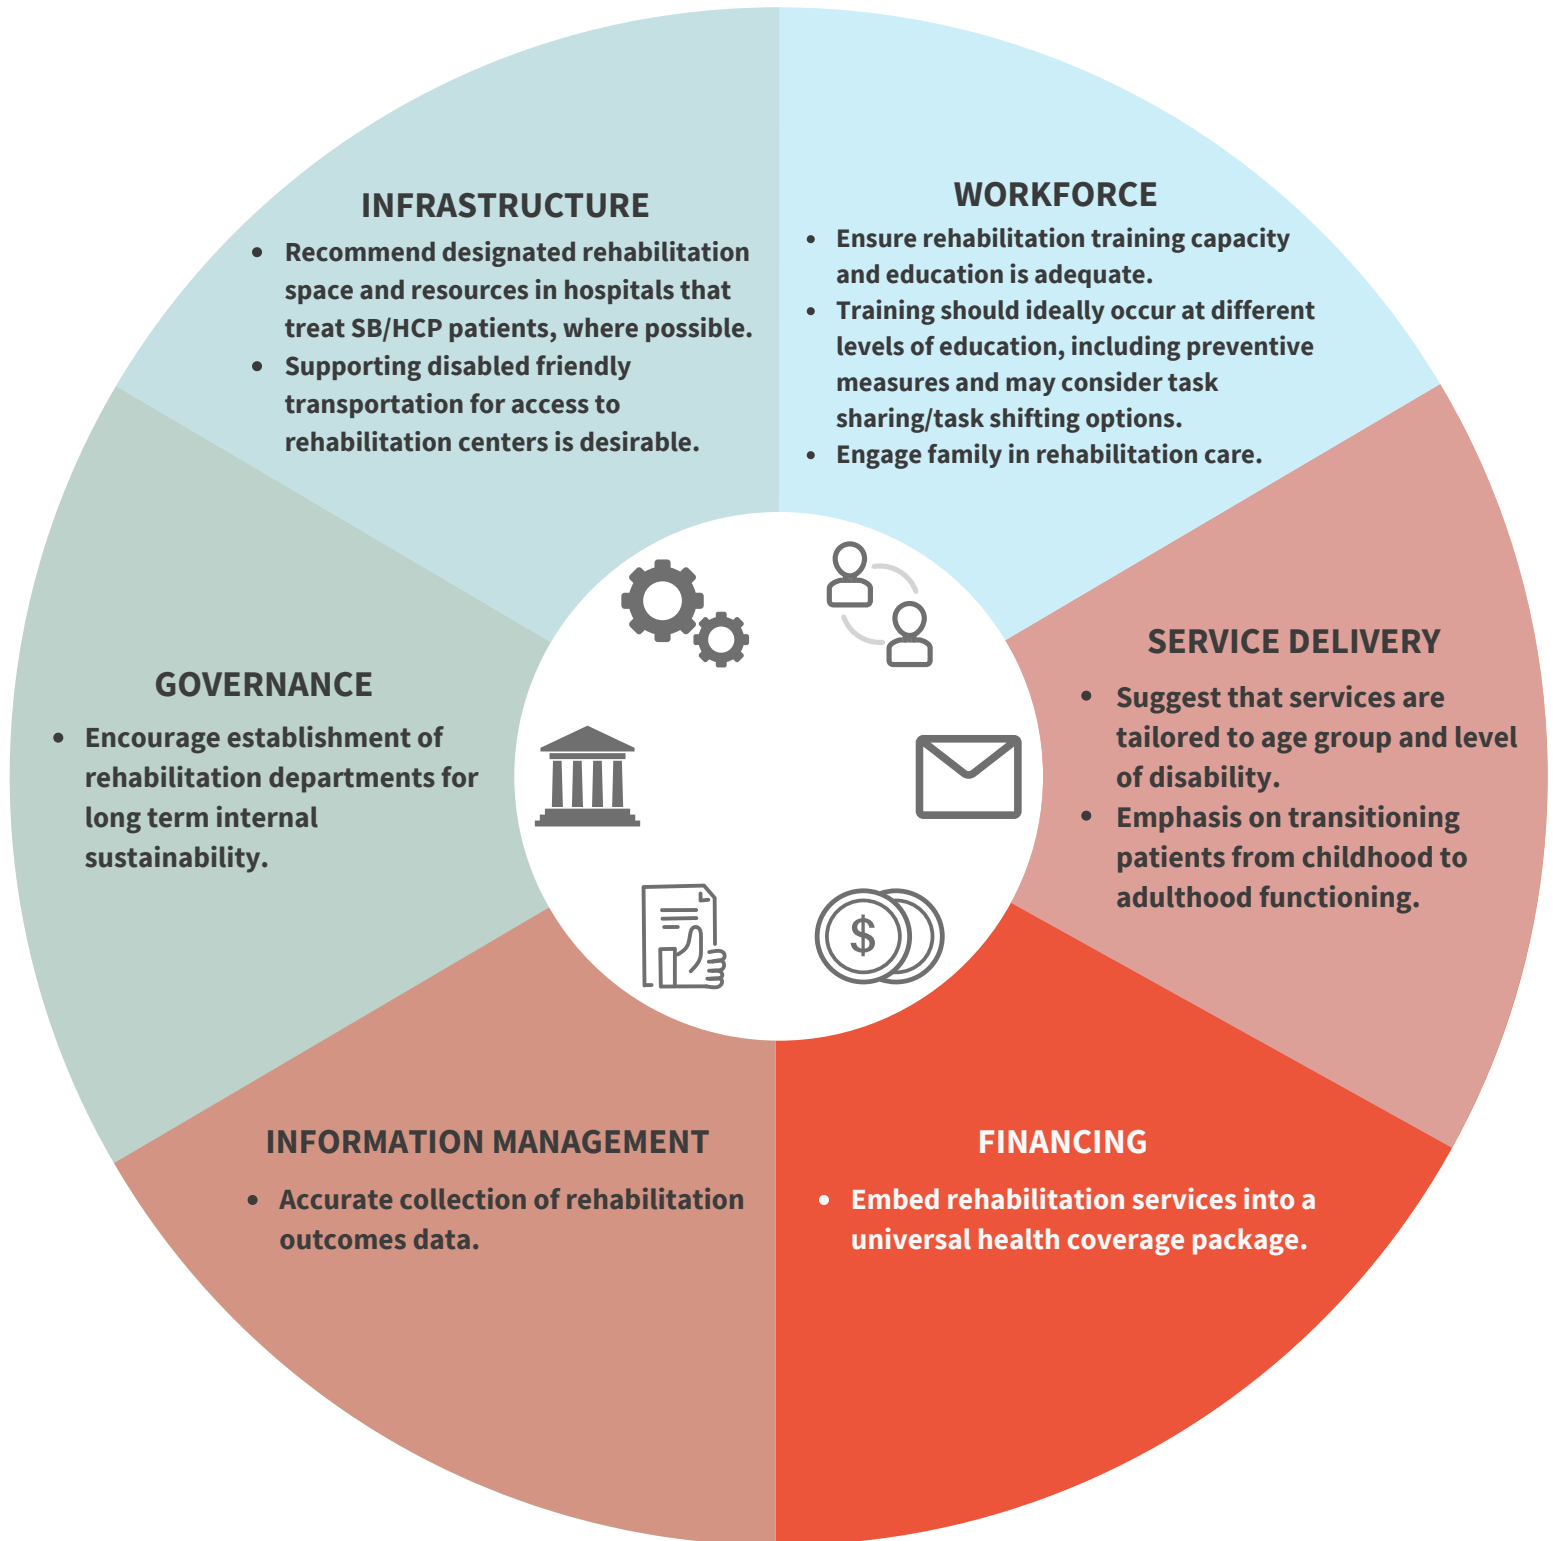 INFRASTRUCTURE
• Recommend designated rehabilitation
space and resources in hospitals that
treat SB/HCP patients, where possible.
• Supporting disabled friendly
transportation for access to
rehabilitation centers is desirable.
WORKFORCE
• Ensure rehabilitation training capacity
and education is adequate.
• Training should ideally occur at different
levels of education, including preventive
measures and may consider task
sharing/task shifting options.
• Engage family in rehabilitation care.
SERVICE DELIVERY
• Suggest that services are
tailored to age group and level
of disability.
• Emphasis on transitioning
patients from childhood to
adulthood functioning.
GOVERNANCE
• Encourage establishment of
rehabilitation departments for
long term internal
sustainability.
$
INFORMATION MANAGEMENT
• Accurate collection of rehabilitation
outcomes data.
FINANCING
• Embed rehabilitation services into a
universal health coverage package.